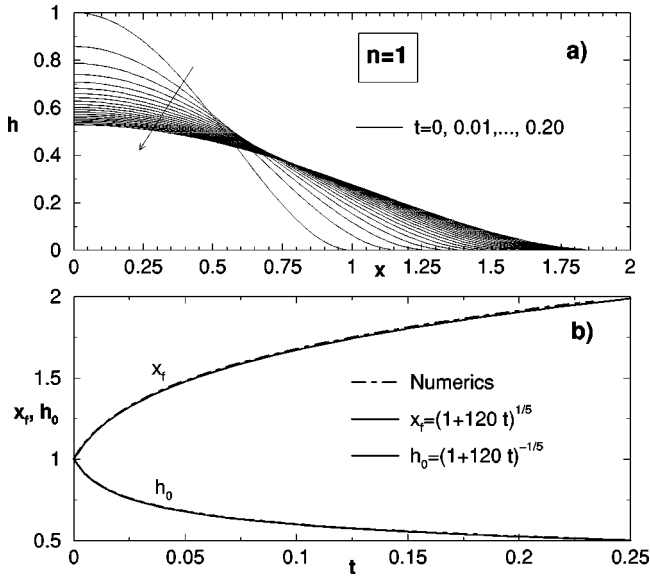 1
0.8
0.6
h
0.4
0.2
0
n=1
a)
t=0, 0.01,..., 0.20
0 0.25 0.5 0.75 1 1.25 1.5 1.75 2
x
2
1.5
x_f, h_0
1
0.5
b)
x_f
h_0
Numerics
x_f=(1+120 t)^{1/5}
h_0=(1+120 t)^{-1/5}
0 0.05 0.1 0.15 0.2 0.25
t